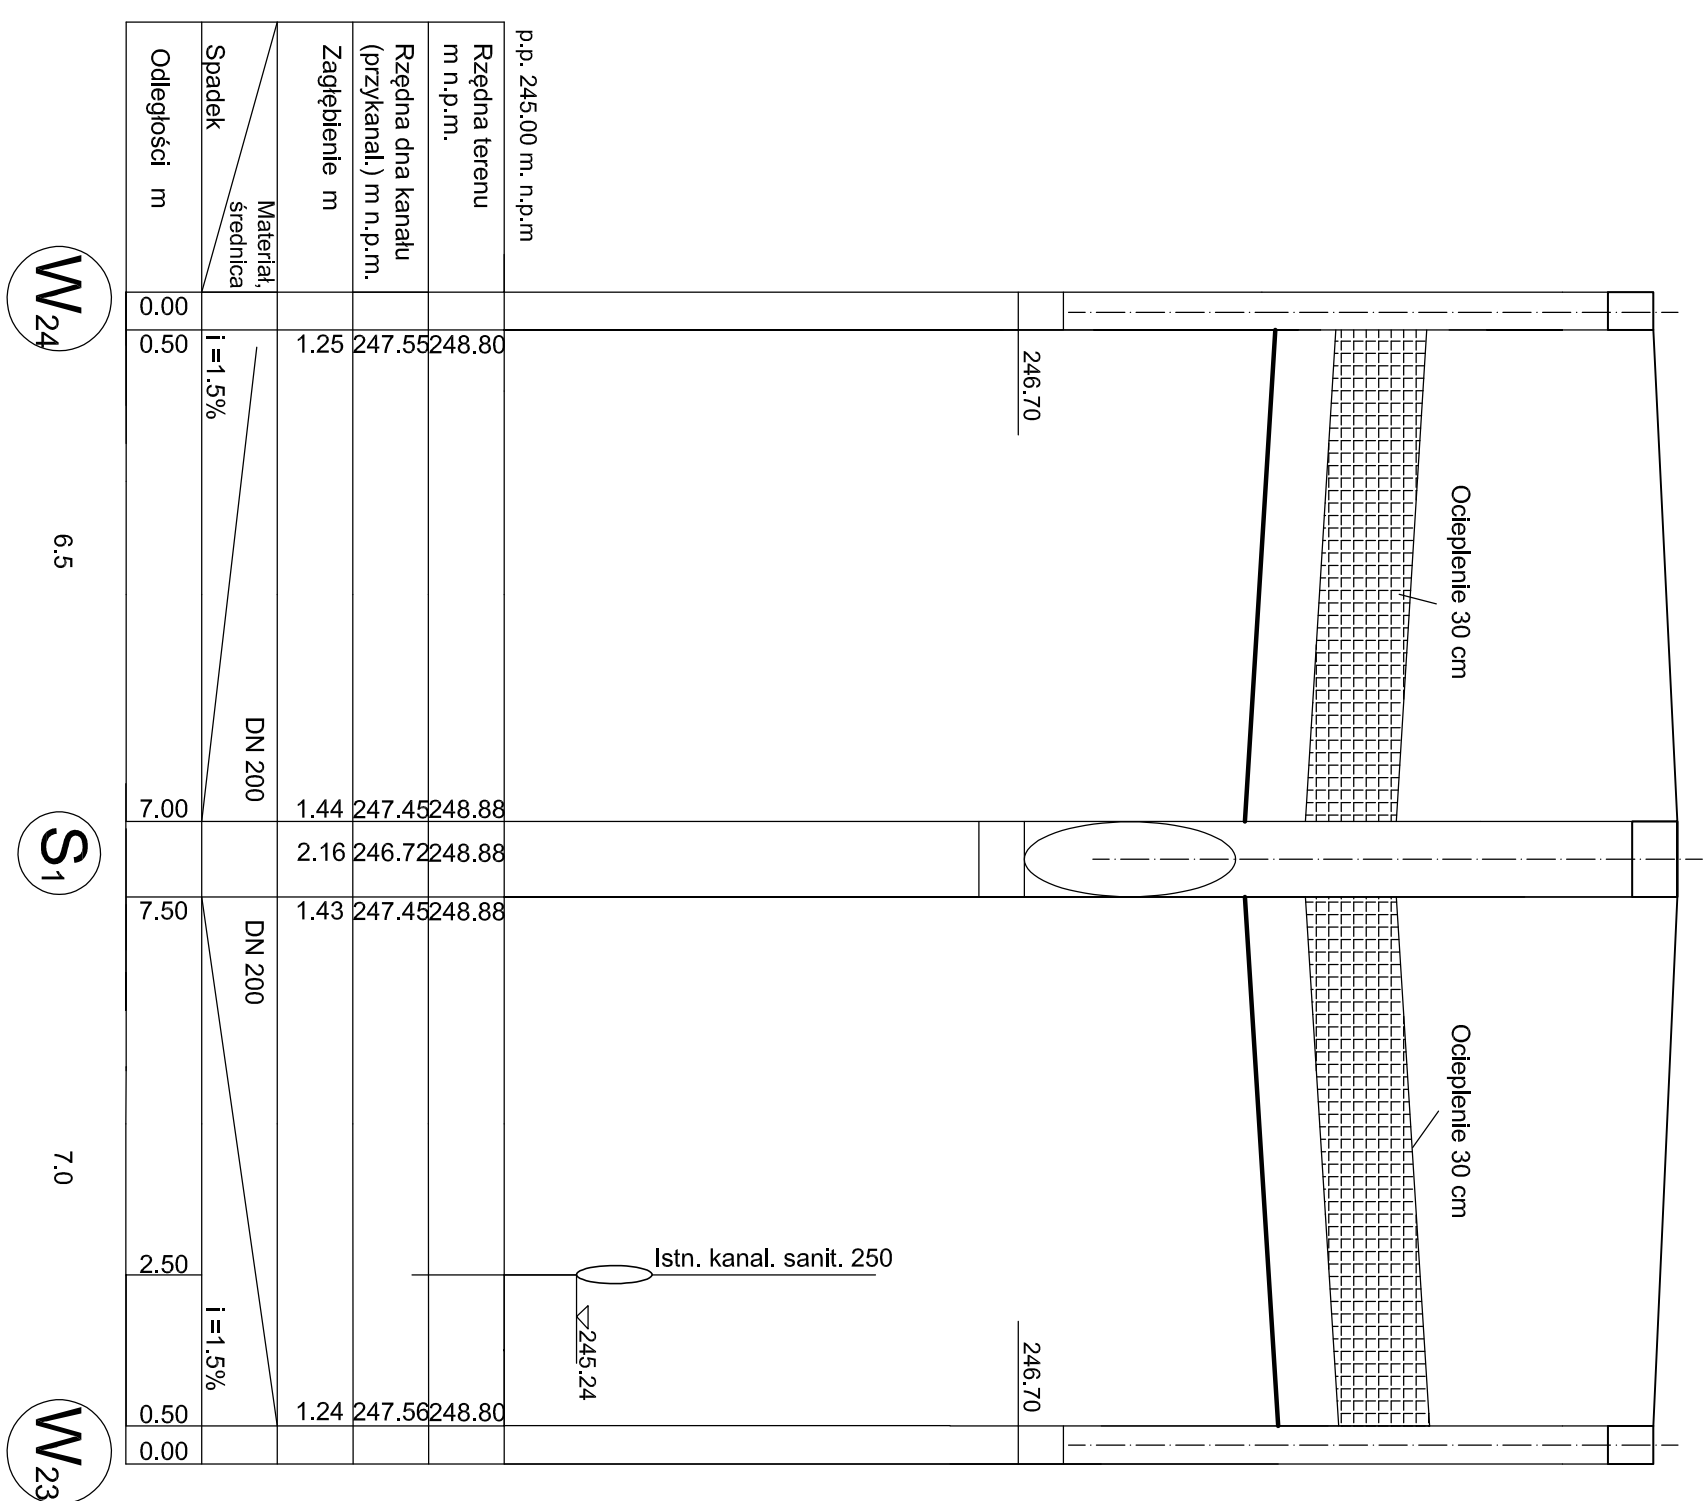 p.p. 245.00 m. n.p.m
Rzędna terenu
m n.p.m.
Rzędna dna kanału
(przykanal.) m n.p.m.
Zagłębienie m
Materiał,
średnica
Spadek
Odległości m
Ocieplenie 30 cm
Ocieplenie 30 cm
246.70
246.70
Istn. kanal. sanit. 250
245.24
248.80
248.88
248.88
248.88
248.80
247.55
247.45
246.72
247.45
247.56
1.25
1.44
2.16
1.43
1.24
DN 200
DN 200
i =1.5%
i =1.5%
0.00
0.50
7.00
7.50
2.50
0.50
0.00
6.5
7.0
W24
S1
W23